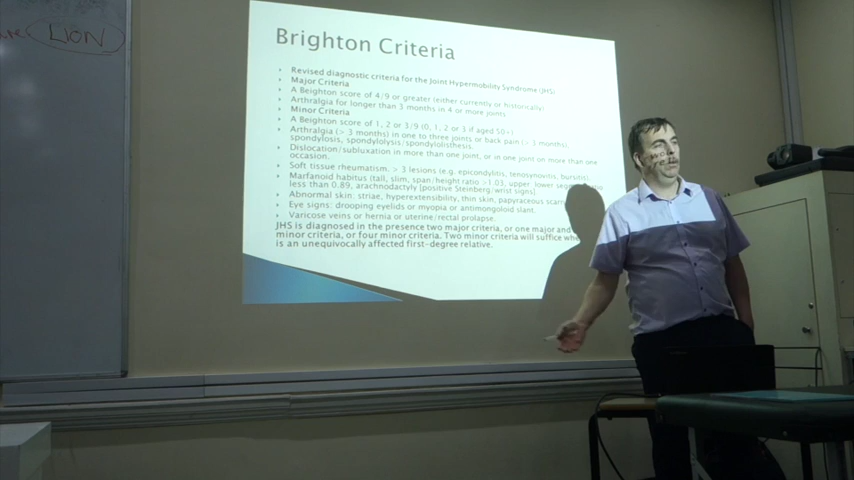 LION
Brighton Criteria
Revised diagnostic criteria for the Joint Hypermobility Syndrome (JHS)
Major Criteria
A Beighton score of 4/9 or greater (either currently or historically)
Arthralgia for longer than 3 months in 4 or more joints
Minor Criteria
A Beighton score of 1, 2 or 3/9 (0, 1, 2 or 3 if aged 50+)
Arthralgia (> 3 months) in one to three joints or back pain (> 3 months),
spondylosis, spondylolysis/spondylolisthesis.
Dislocation/subluxation in more than one joint, or in one joint on more than one
occasion.
Soft tissue rheumatism. > 3 lesions (e.g. epicondylitis, tenosynovitis, bursitis).
Marfanoid habitus (tall, slim, span/height ratio >1.03, upper: lower
less than 0.89, arachnodactyly [positive Steinberg/wrist signs]
Abnormal skin: striae, hyperextensibility, thin skin, papyraceous
Eye signs: drooping eyelids or myopia or antimongoloid slant.
Varicose veins or hernia or uterine/rectal prolapse.
JHS is diagnosed in the presence two major criteria, or one major and
minor criteria, or four minor criteria. Two minor criteria will suffice
is an unequivocally affected first-degree relative.